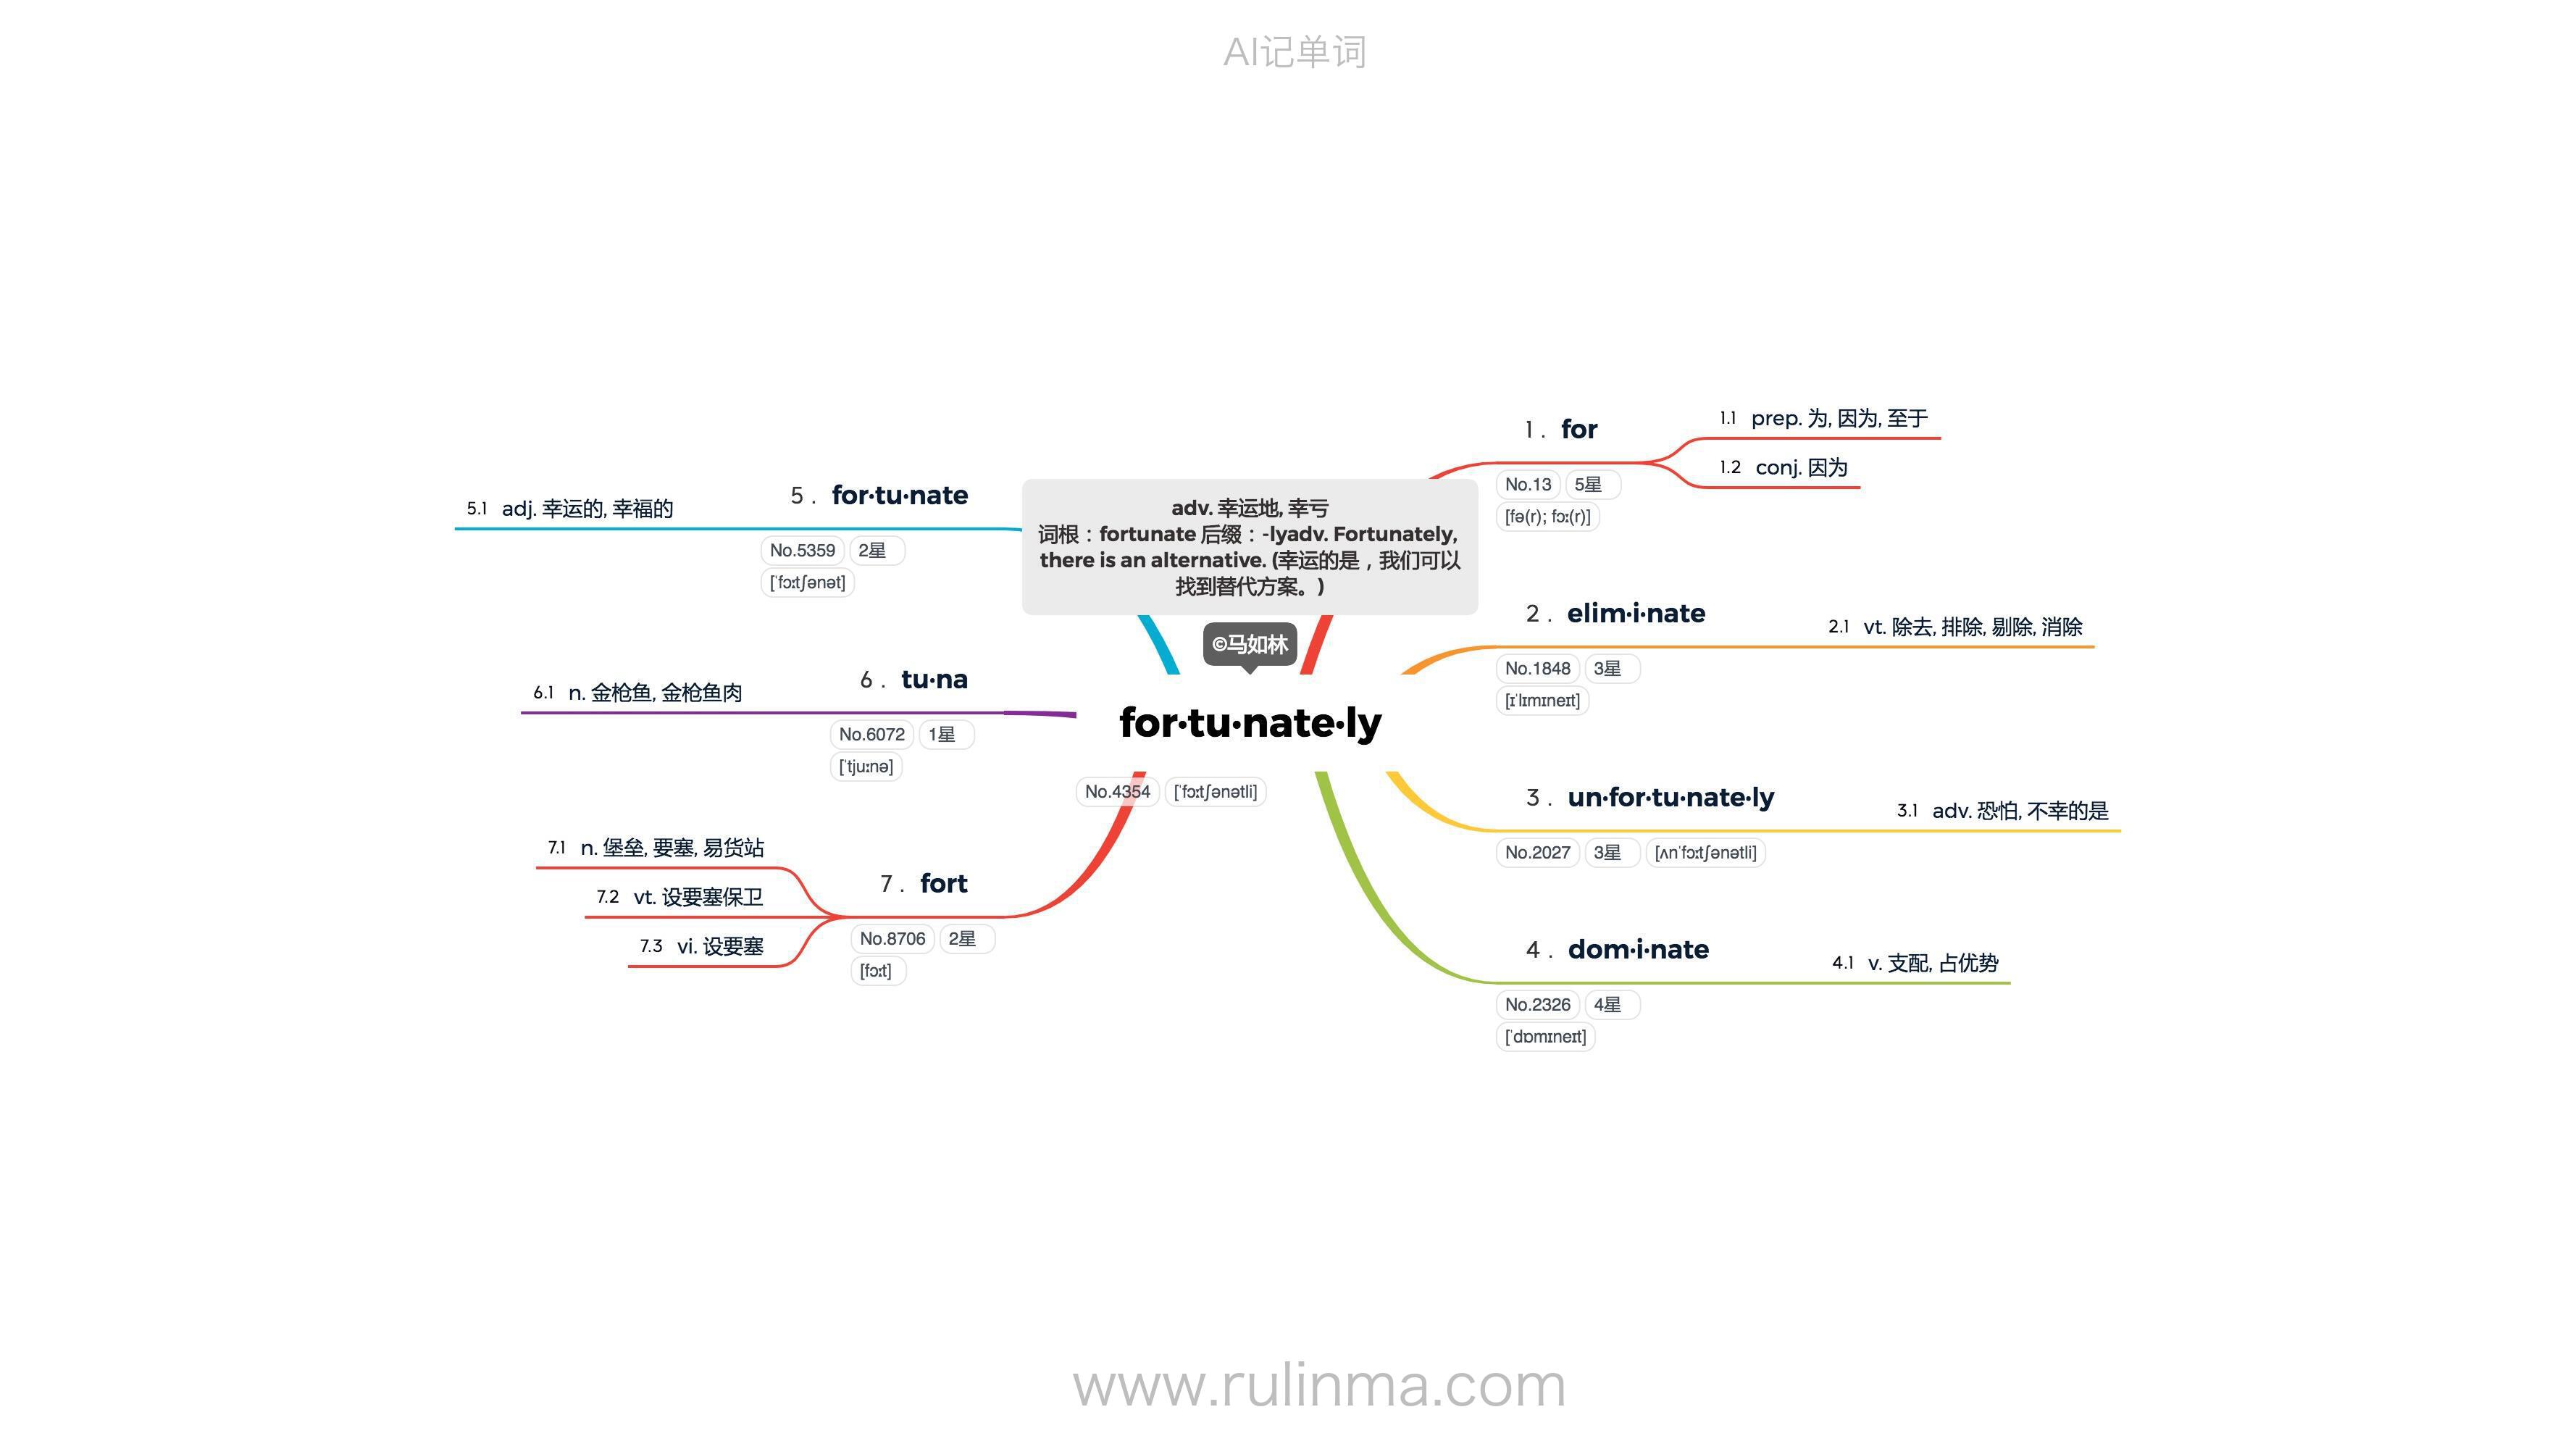 AI记单词
adv. 幸运地, 幸亏
词根：fortunate 后缀：-lyadv. Fortunately,
there is an alternative. (幸运的是，我们可以
找到替代方案。)
©马如林
for·tu·nate·ly
No.4354 [ˈfɔːtʃənətli]
1. for
No.13 5星
[fə(r); fɔː(r)]
1.1 prep. 为, 因为, 至于
1.2 conj. 因为
2. elim·i·nate
No.1848 3星
[ɪˈlɪmɪneɪt]
2.1 vt. 除去, 排除, 剔除, 消除
3. un·for·tu·nate·ly
No.2027 3星 [ʌnˈfɔːtʃənətli]
3.1 adv. 恐怕, 不幸的是
4. dom·i·nate
No.2326 4星
[ˈdɒmɪneɪt]
4.1 v. 支配, 占优势
5. for·tu·nate
No.5359 2星
[ˈfɔːtʃənət]
5.1 adj. 幸运的, 幸福的
6. tu·na
No.6072 1星
[ˈtjuːnə]
6.1 n. 金枪鱼, 金枪鱼肉
7. fort
No.8706 2星
[fɔːt]
7.1 n. 堡垒, 要塞, 易货站
7.2 vt. 设要塞保卫
7.3 vi. 设要塞
www.rulinma.com